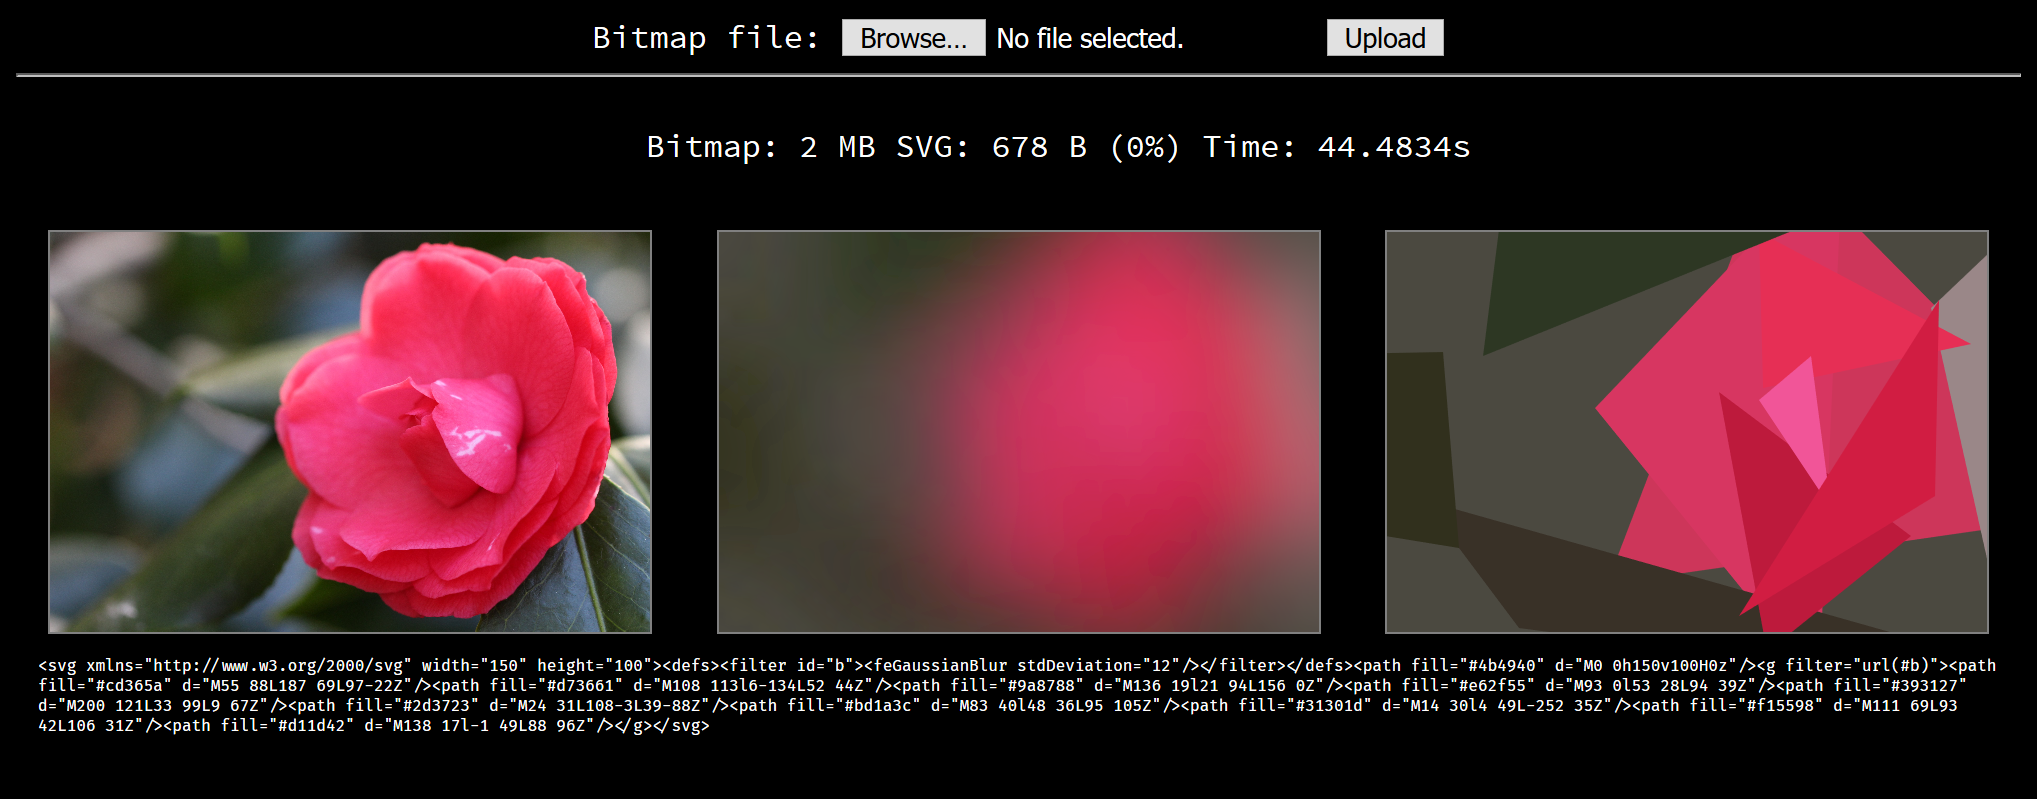 Bitmap file: Browse... No file selected. Upload
Bitmap: 2 MB SVG: 678 B (0%) Time: 44.4834s
<svg xmlns="http://www.w3.org/2000/svg" width="150" height="100"><defs><filter id="b"><feGaussianBlur stdDeviation="12"/></filter></defs><path fill="#4b4940" d="M0 0h150v100H0z"/><g filter="url(#b)"><path
fill="#cd365a" d="M55 88L187 69L97-22Z"/><path fill="#d73661" d="M108 113l6-134L52 44Z"/><path fill="#9a8788" d="M136 19l21 94L156 0Z"/><path fill="#e62f55" d="M93 0l53 28L94 39Z"/><path fill="#393127"
d="M200 121L33 99L9 67Z"/><path fill="#2d3723" d="M24 31L108-3L39-88Z"/><path fill="#bd1a3c" d="M83 40l48 36L95 105Z"/><path fill="#31301d" d="M14 30l4 49L-252 35Z"/><path fill="#f15598" d="M111 69L93
42L106 31Z"/><path fill="#d11d42" d="M138 17l-1 49L88 96Z"/></g></svg>